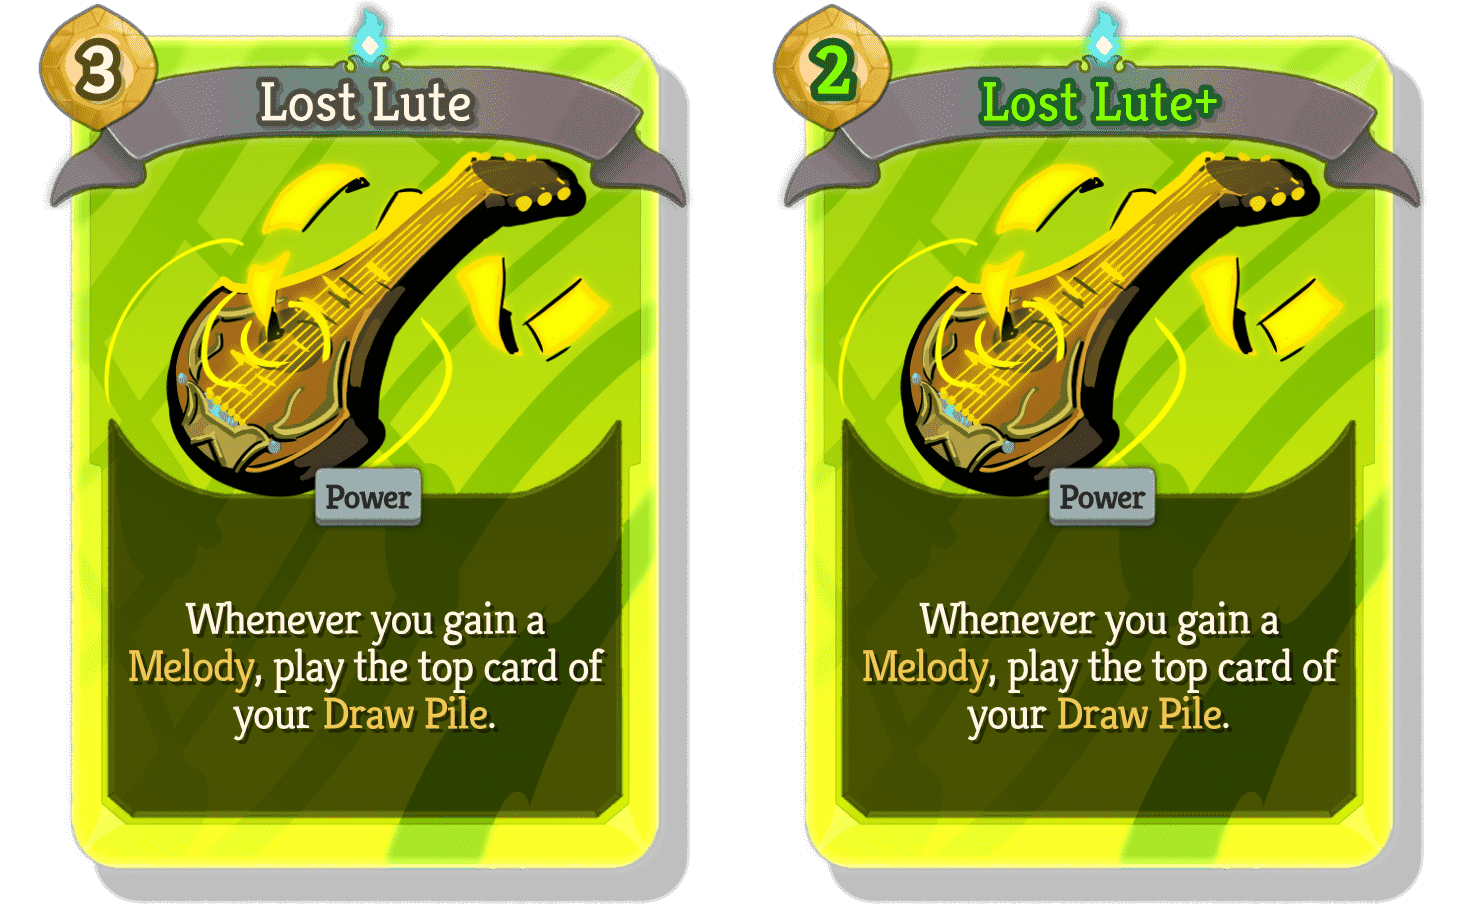 3
Lost Lute
Power
Whenever you gain a
Melody, play the top card of
your Draw Pile.
2
Lost Lute+
Power
Whenever you gain a
Melody, play the top card of
your Draw Pile.